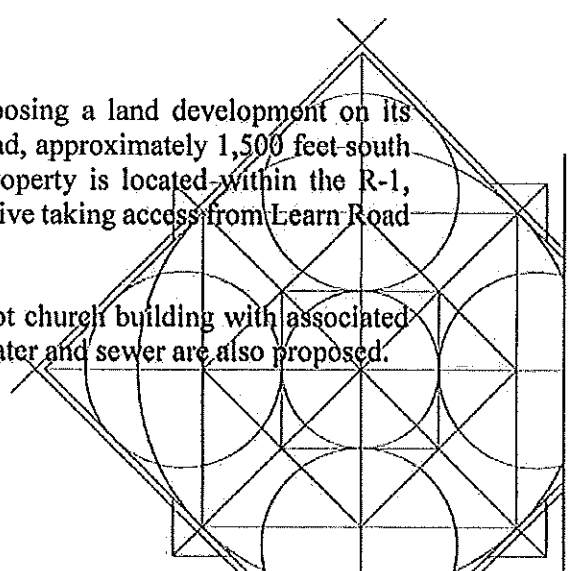 posing a land development on its
ad, approximately 1,500 feet south
roperty is located within the R-1,
ive taking access from Learn Road
ot church building with associated
ater and sewer are also proposed.